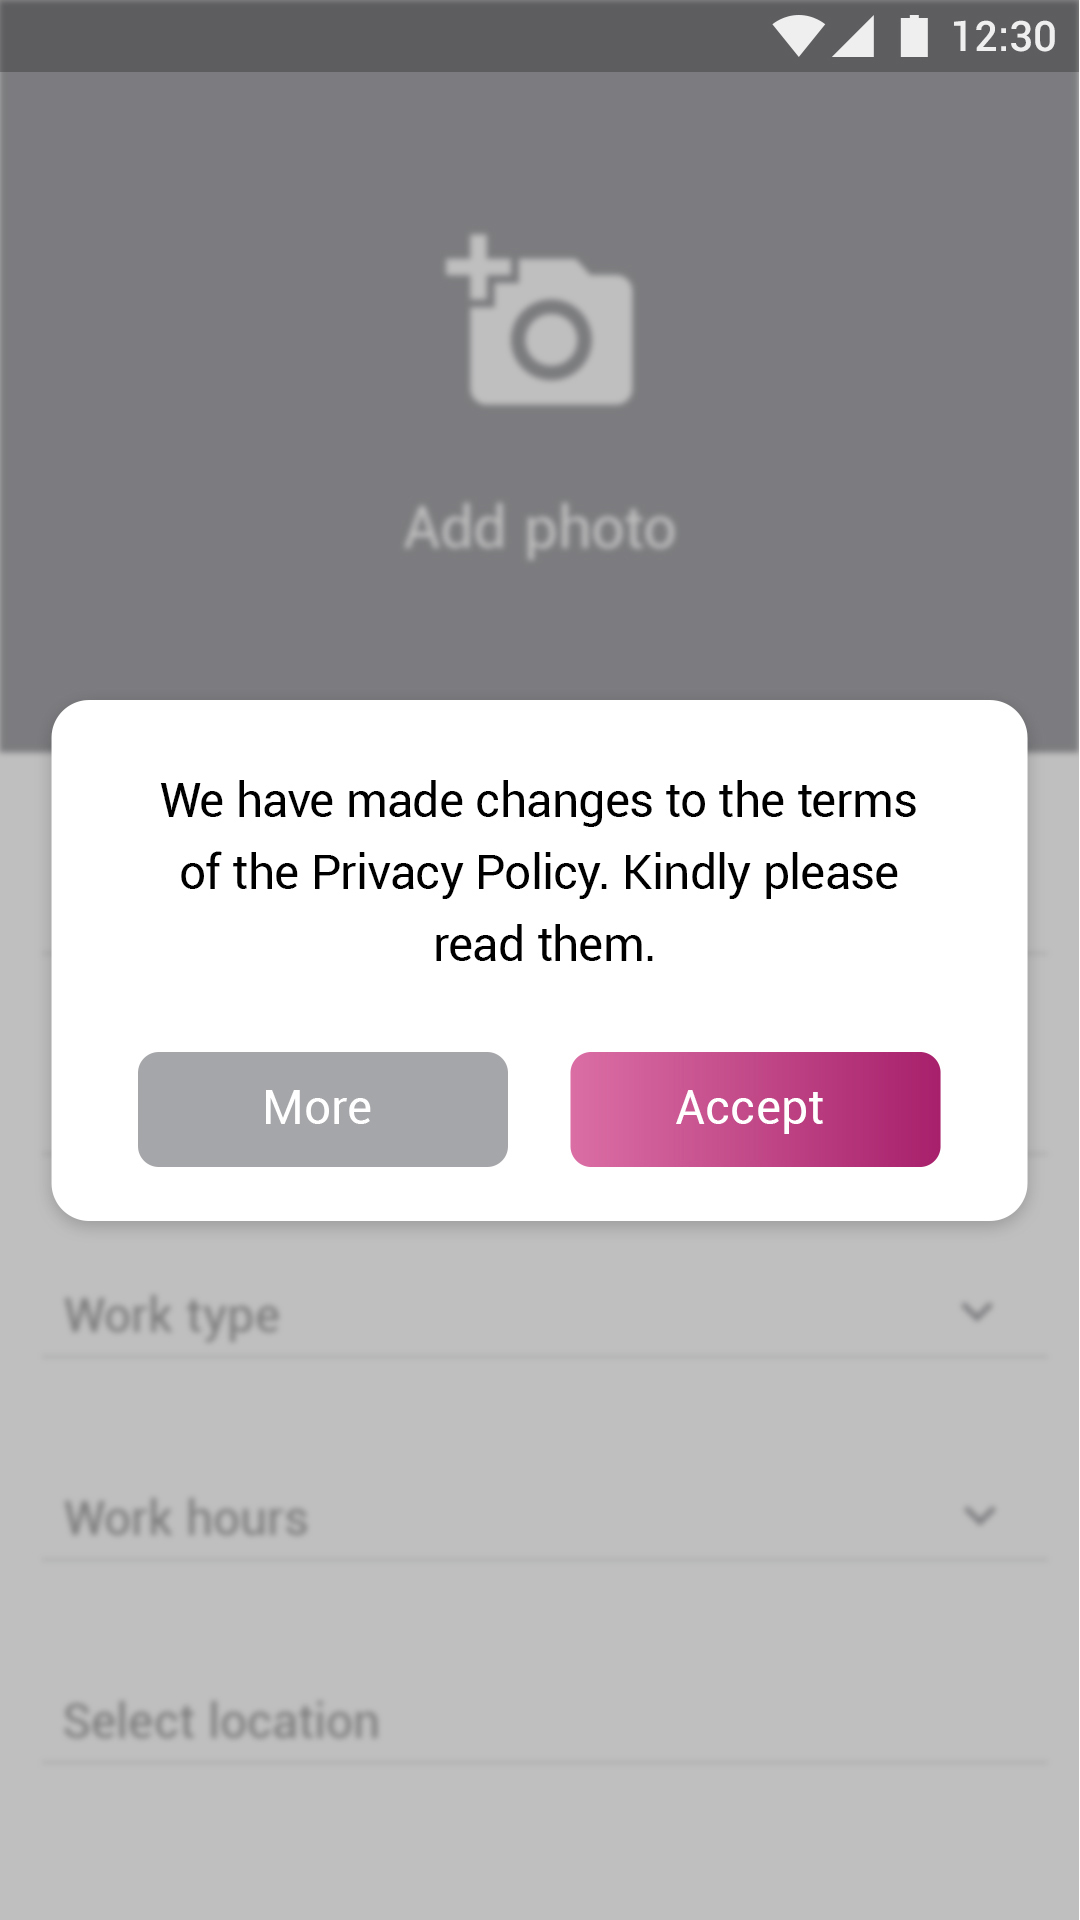 12:30
Add photo
We have made changes to the terms
of the Privacy Policy. Kindly please
read them.
More
Accept
Work type
Work hours
Select location